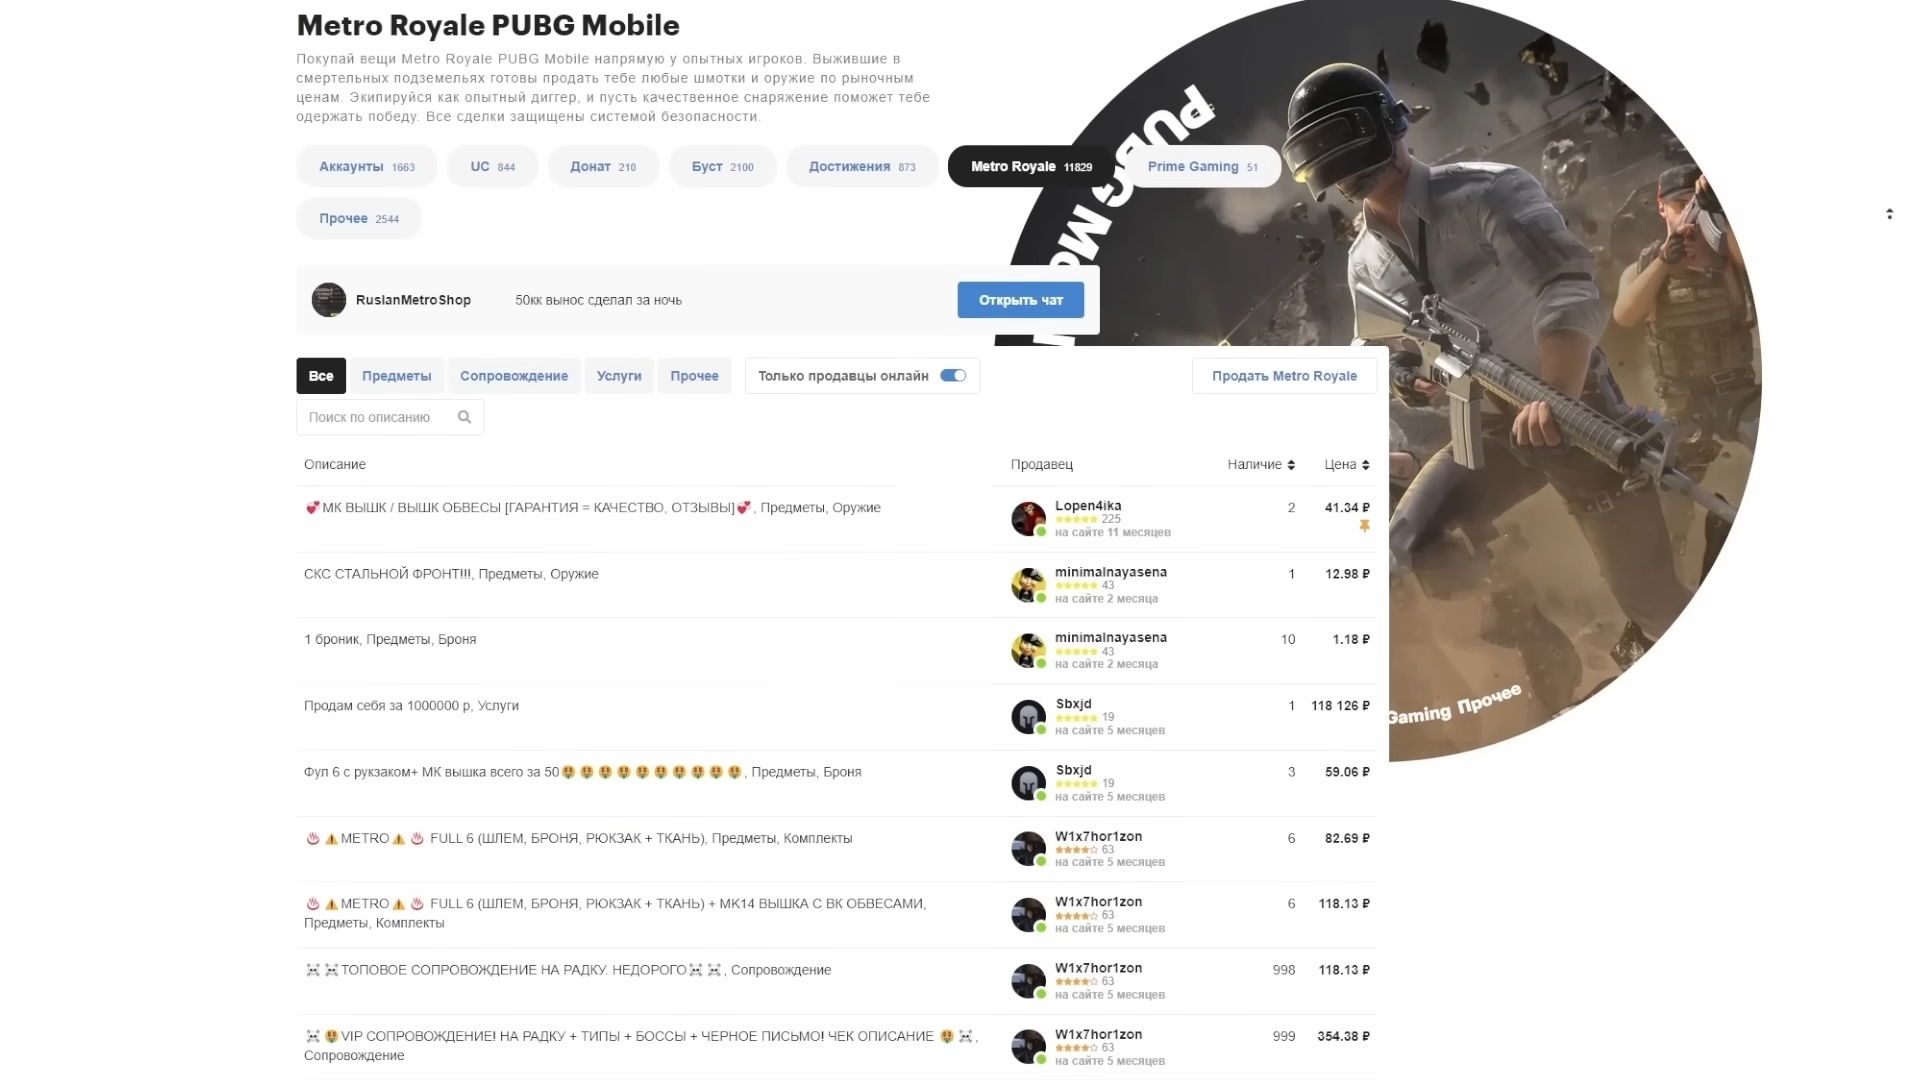 Metro Royale PUBG Mobile
Покупай вещи Metro Royale PUBG Mobile напрямую у опытных игроков. Выжившие в
смертельных подземельях готовы продать тебе любые шмотки и оружие по рыночным
ценам. Экипируйся как опытный диггер, и пусть качественное снаряжение поможет тебе
одержать победу. Все сделки защищены системой безопасности.
Аккаунты 1663 UC 844 Донат 210 Буст 2100 Достижения 873 Metro Royale 11829 Prime Gaming 51
Прочее 2544
PUBG
RuslanMetroShop 50кк вынос сделал за ночь Открыть чат
Все Предметы Сопровождение Услуги Прочее Только продавцы онлайн Продать Metro Royale
Поиск по описанию
Описание Продавец Наличие Цена
💞МК ВЫШК / ВЫШК ОБВЕСЫ [ГАРАНТИЯ = КАЧЕСТВО, ОТЗЫВЫ]💞, Предметы, Оружие Lopen4ika 2 41.34 ₽
★★★★★ 225
на сайте 11 месяцев
СКС СТАЛЬНОЙ ФРОНТ!!!, Предметы, Оружие minimalnayasena 1 12.98 ₽
★★★★★ 43
на сайте 2 месяца
1 броник, Предметы, Броня minimalnayasena 10 1.18 ₽
★★★★★ 43
на сайте 2 месяца
Продам себя за 1000000 р, Услуги Sbxjd 1 118 126 ₽
★★★★★ 19
на сайте 5 месяцев
Фул 6 с рукзаком+ МК вышка всего за 50🤑🤑🤑🤑🤑🤑🤑🤑🤑🤑, Предметы, Броня Sbxjd 3 59.06 ₽
★★★★★ 19
на сайте 5 месяцев
♨️⚠️METRO⚠️♨️ FULL 6 (ШЛЕМ, БРОНЯ, РЮКЗАК + ТКАНЬ), Предметы, Комплекты W1x7hor1zon 6 82.69 ₽
★★★★☆ 63
на сайте 5 месяцев
♨️⚠️METRO⚠️♨️ FULL 6 (ШЛЕМ, БРОНЯ, РЮКЗАК + ТКАНЬ) + МК14 ВЫШКА С ВК ОБВЕСАМИ, W1x7hor1zon 6 118.13 ₽
Предметы, Комплекты ★★★★☆ 63
на сайте 5 месяцев
☠️☠️ТОПОВОЕ СОПРОВОЖДЕНИЕ НА РАДКУ. НЕДОРОГО☠️☠️, Сопровождение W1x7hor1zon 998 118.13 ₽
★★★★☆ 63
на сайте 5 месяцев
☠️🤑VIP СОПРОВОЖДЕНИЕ! НА РАДКУ + ТИПЫ + БОССЫ + ЧЕРНОЕ ПИСЬМО! ЧЕК ОПИСАНИЕ 🤑☠️, W1x7hor1zon 999 354.38 ₽
Сопровождение ★★★★☆ 63
на сайте 5 месяцев
Gaming Прочее